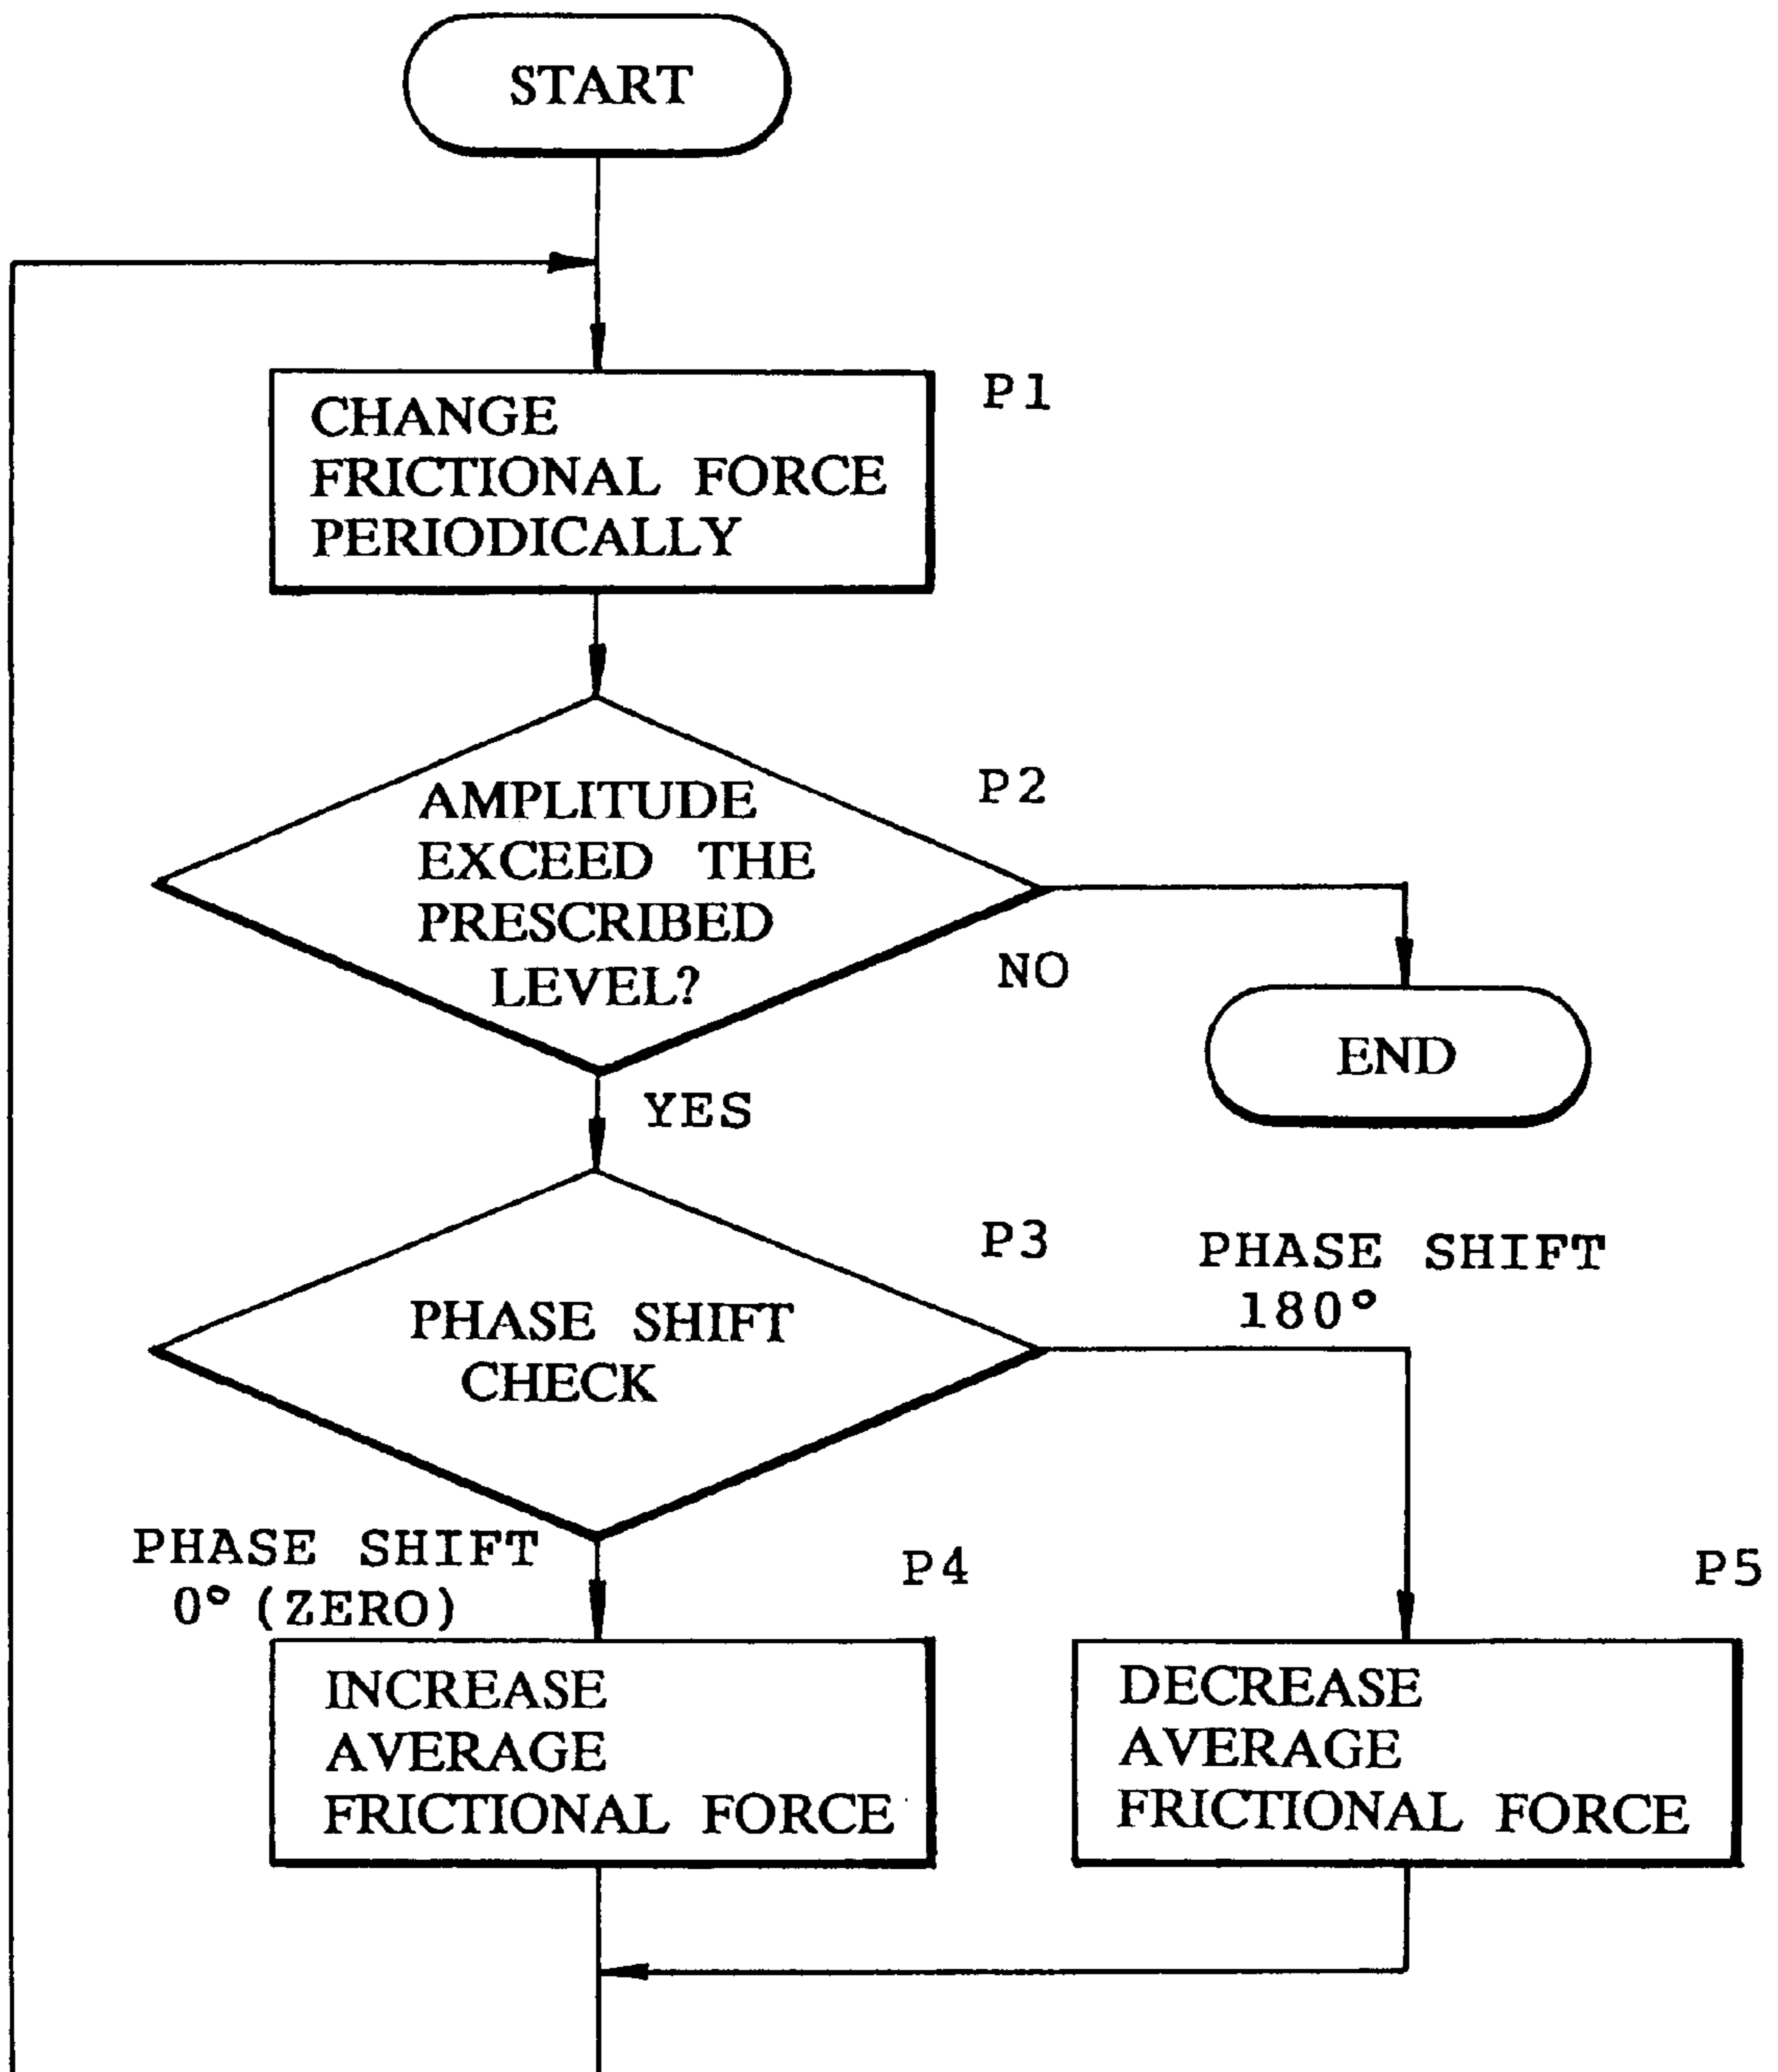 START
CHANGE
FRICTIONAL FORCE
PERIODICALLY
P1
AMPLITUDE
EXCEED THE
PRESCRIBED
LEVEL?
P2
NO
END
YES
PHASE SHIFT
CHECK
P3
PHASE SHIFT
180°
PHASE SHIFT
0° (ZERO)
P4
INCREASE
AVERAGE
FRICTIONAL FORCE
P5
DECREASE
AVERAGE
FRICTIONAL FORCE